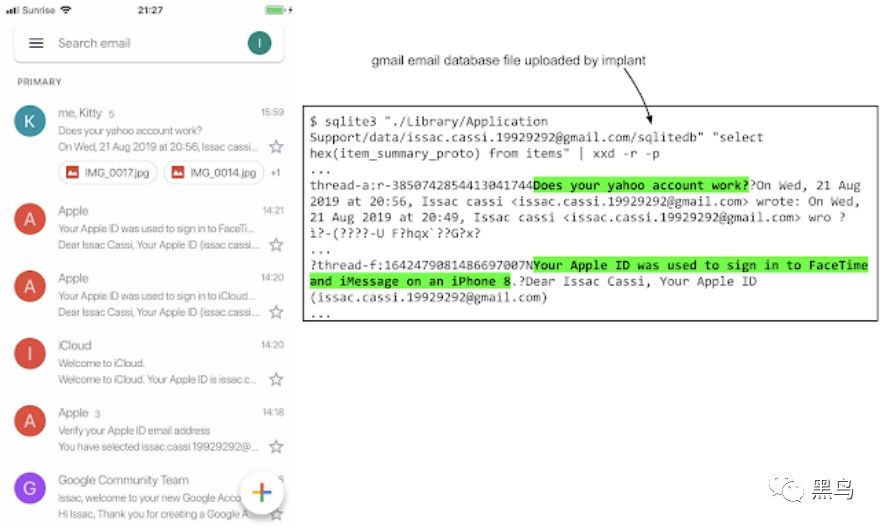 Sunrise 21:27
Search email I
PRIMARY
K me, Kitty 5 15:59
Does your yahoo account work?
On Wed, 21 Aug 2019 at 20:56, Issac cassi...
IMG_0017.jpg IMG_0014.jpg +1
A Apple 14:21
Your Apple ID was used to sign in to FaceTi...
Dear Issac Cassi, Your Apple ID (issac.cassi...
A Apple 14:20
Your Apple ID was used to sign in to iCloud...
Dear Issac Cassi, Your Apple ID (issac.cassi...
I iCloud 14:20
Welcome to iCloud.
Welcome to iCloud. Your Apple ID is issac.c...
A Apple 3 14:18
Verify your Apple ID email address
You have selected issac.cassi.19929292@...
G Google Community Team
Issac, welcome to your new Google Acco
Hi Issac, Thank you for creating a Google A
gmail email database file uploaded by implant
$ sqlite3 "./Library/Application
Support/data/issac.cassi.19929292@gmail.com/sqlitedb" "select
hex(item_summary_proto) from items" | xxd -r -p
...
thread-a:r-3850742854413041744Does your yahoo account work??On Wed, 21 Aug
2019 at 20:56, Issac cassi <issac.cassi.19929292@gmail.com> wrote: On Wed,
21 Aug 2019 at 20:49, Issac cassi <issac.cassi.19929292@gmail.com> wro ?
ì?-(????-U F?hqx`??G?x?
...
?thread-f:1642479081486697007NYour Apple ID was used to sign in to FaceTime
and iMessage on an iPhone 8.?Dear Issac Cassi, Your Apple ID
(issac.cassi.19929292@gmail.com)
...
黑鸟